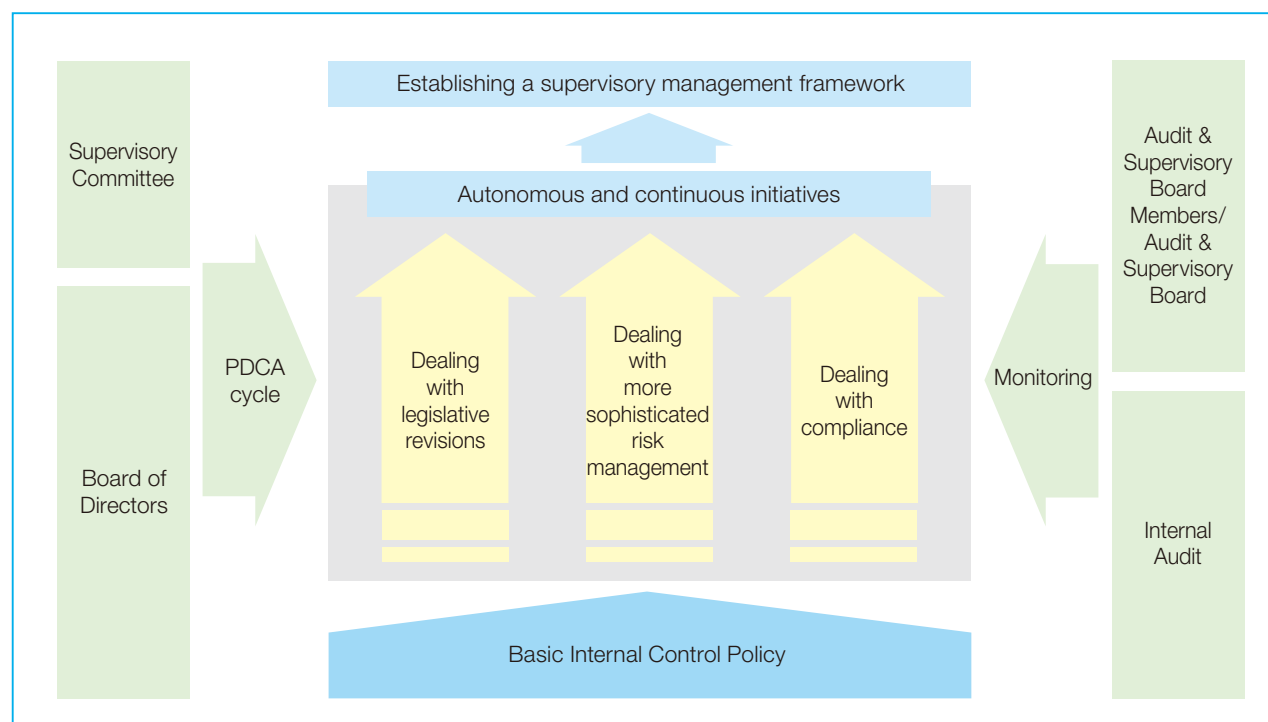 Establishing a supervisory management framework
Supervisory
Committee
Board of
Directors
PDCA
cycle
Autonomous and continuous initiatives
Dealing
with
legislative
revisions
Dealing
with
more
sophisticated
risk
management
Dealing
with
compliance
Basic Internal Control Policy
Monitoring
Audit &
Supervisory
Board
Members/
Audit &
Supervisory
Board
Internal
Audit